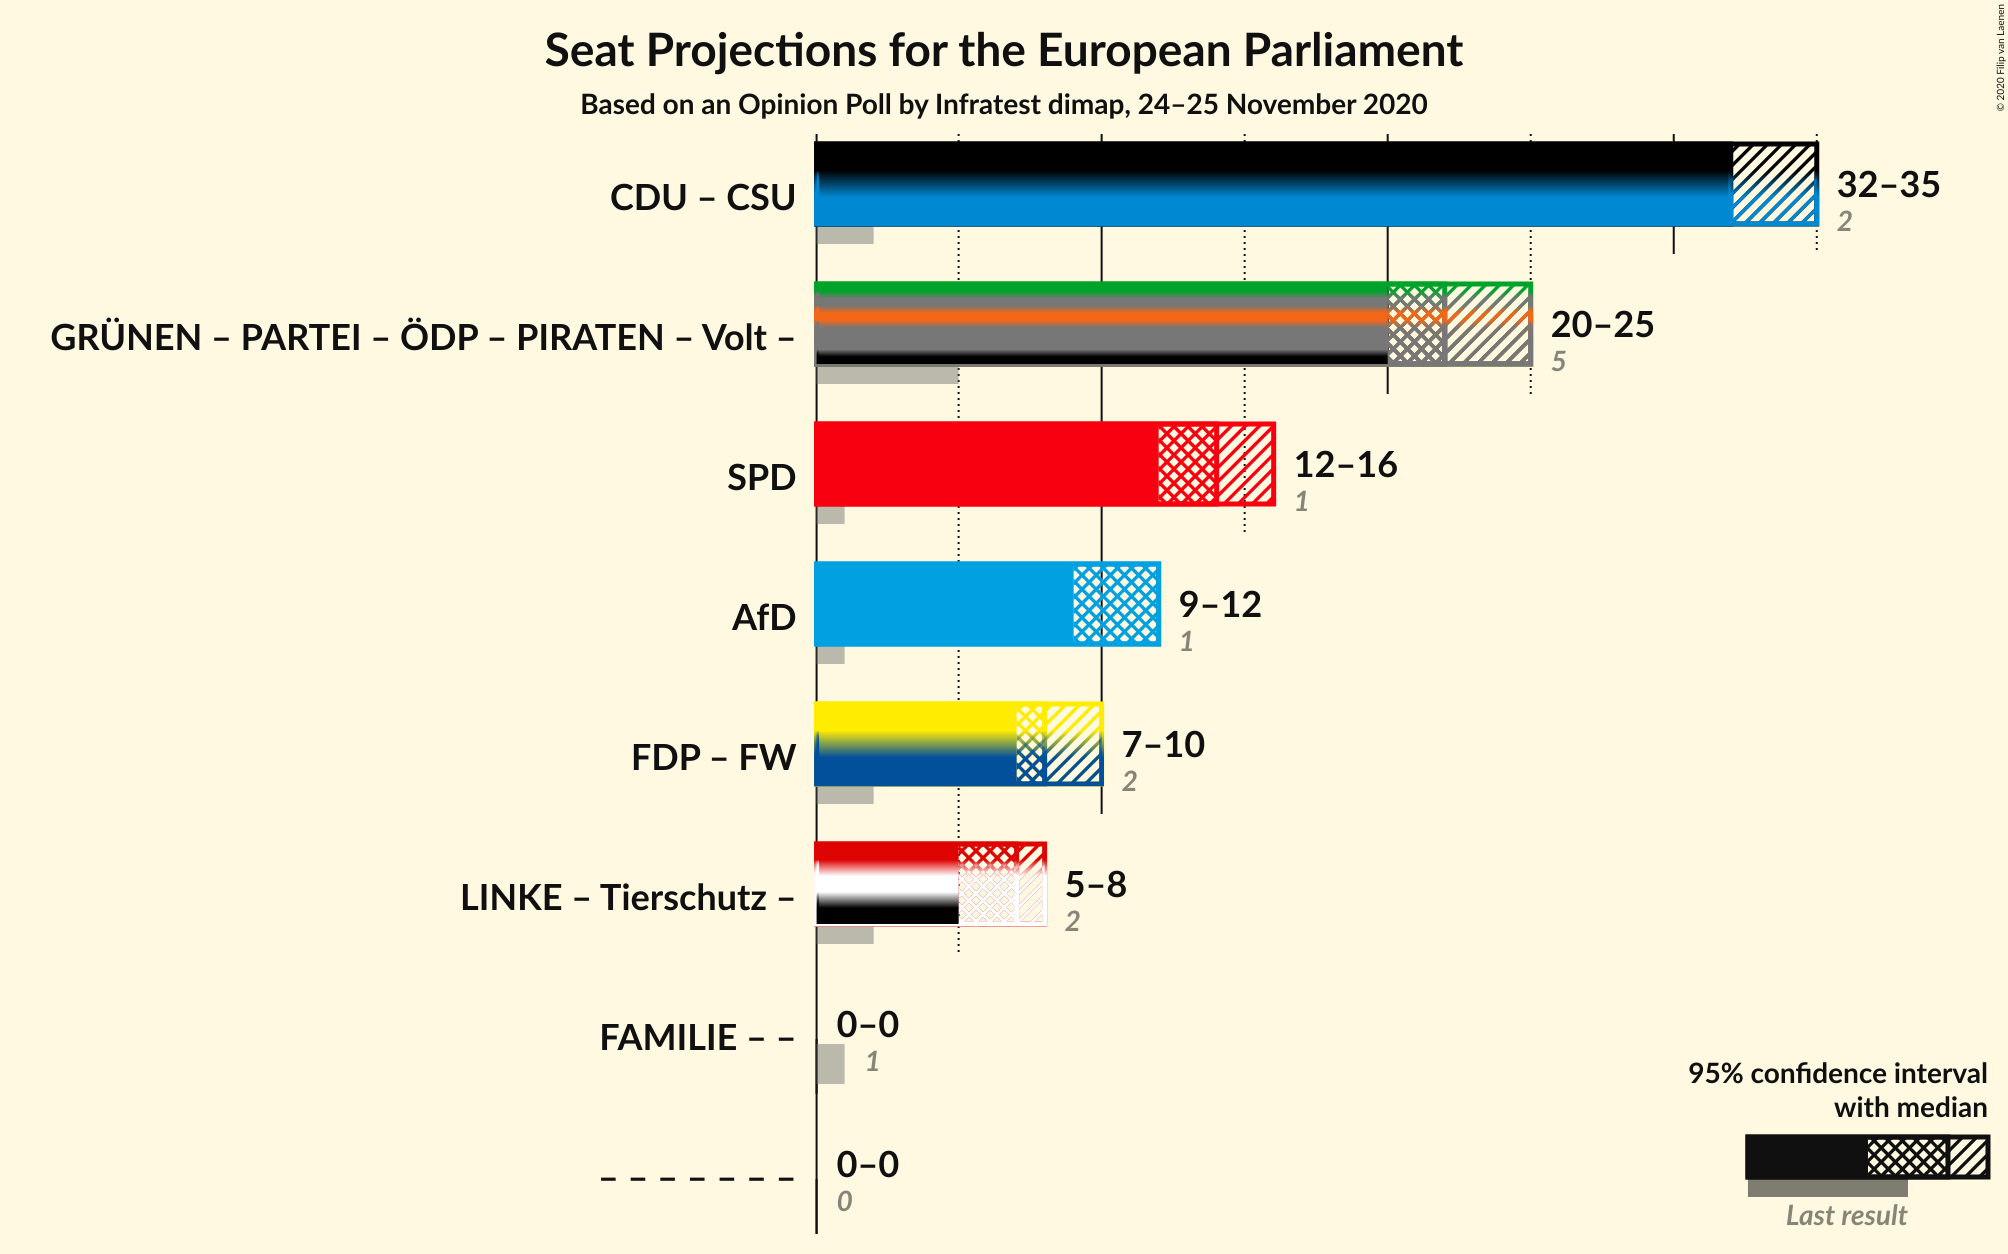 Seat Projections for the European Parliament
Based on an Opinion Poll by Infratest dimap, 24–25 November 2020
© 2020 Filip van Laenen
CDU – CSU
32–35
2
GRÜNEN – PARTEI – ÖDP – PIRATEN – Volt –
20–25
5
SPD
12–16
1
AfD
9–12
1
FDP – FW
7–10
2
LINKE – Tierschutz –
5–8
2
FAMILIE – –
0–0
1
– – – – – – –
0–0
0
95% confidence interval
with median
Last result